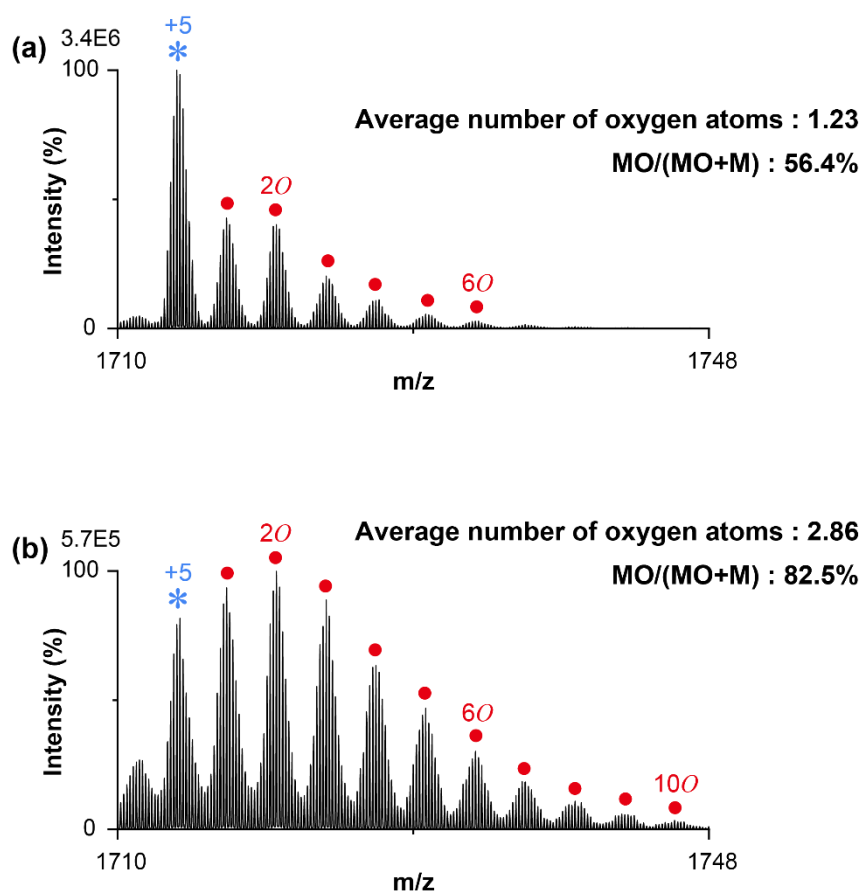 (a)
3.4E6
+5
*
100
2O
6O
Average number of oxygen atoms : 1.23
MO/(MO+M) : 56.4%
Intensity (%)
0
1710
1748
m/z
(b)
5.7E5
+5
*
100
2O
6O
10O
Average number of oxygen atoms : 2.86
MO/(MO+M) : 82.5%
Intensity (%)
0
1710
1748
m/z